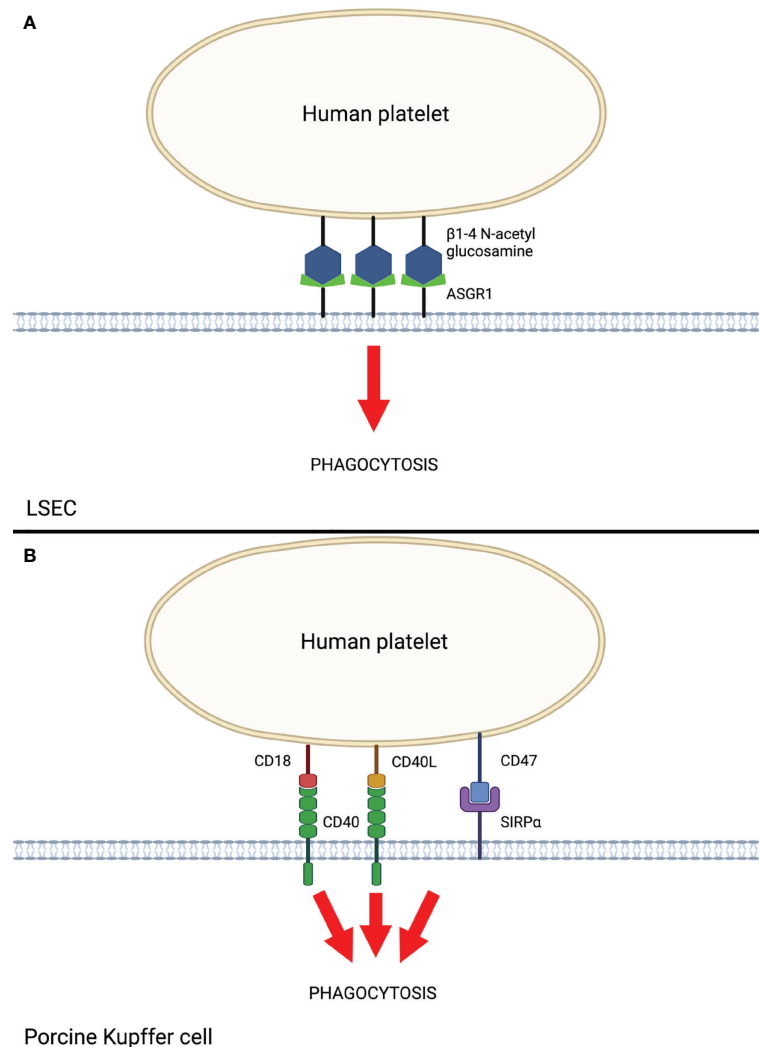 A
Human platelet
β1-4 N-acetyl
glucosamine
ASGR1
PHAGOCYTOSIS
LSEC
B
Human platelet
CD18
CD40L
CD47
CD40
SIRPα
PHAGOCYTOSIS
Porcine Kupffer cell